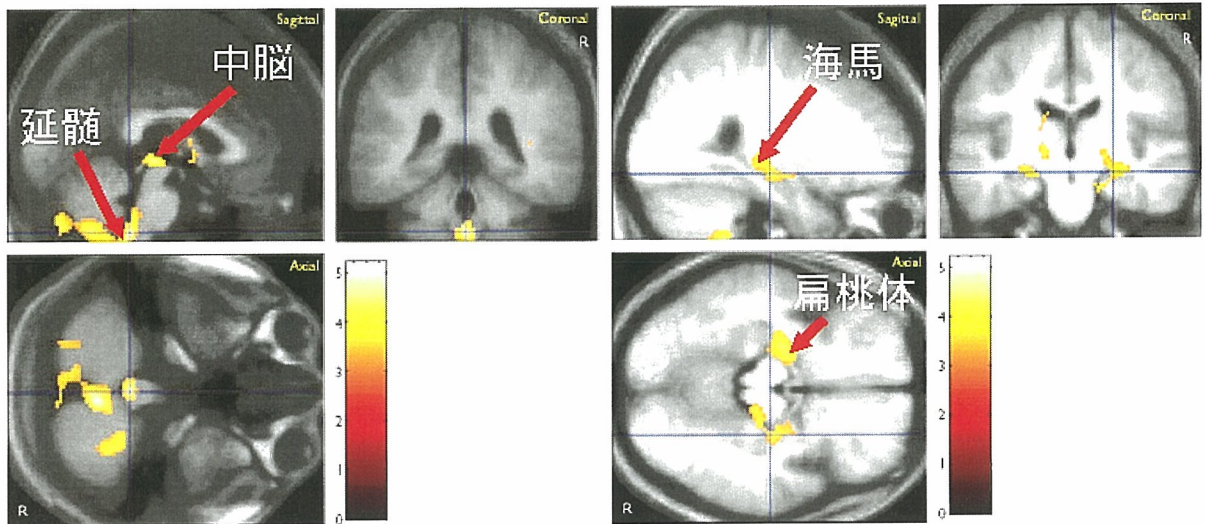 Sagittal
中脳
延髄
Coronal
R
Sagittal
海馬
Coronal
R
Axial
R
5
4
3
2
1
0
Axial
扁桃体
R
5
4
3
2
1
0